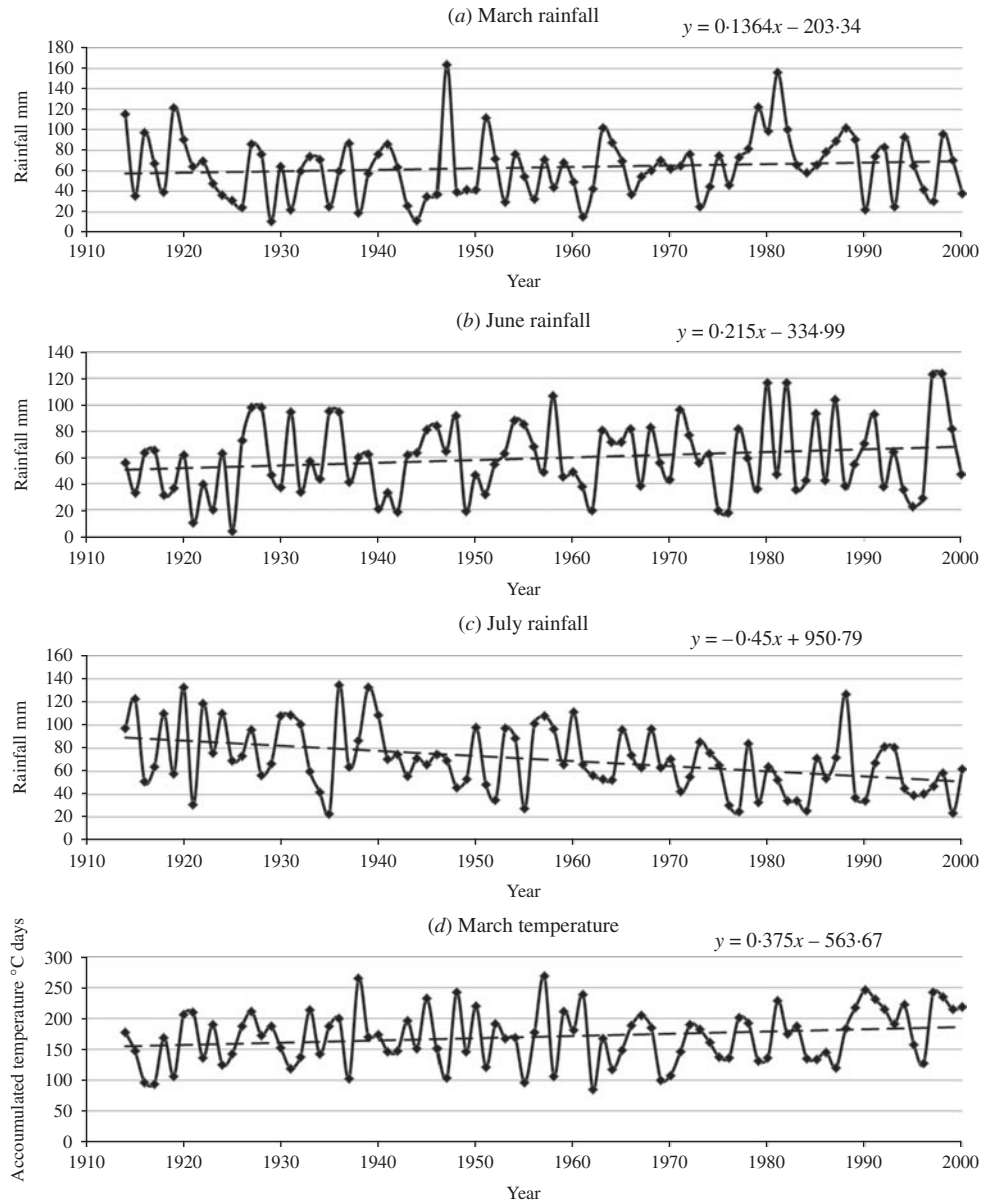 (a) March rainfall
y = 0·1364x – 203·34
Rainfall mm
180
160
140
120
100
80
60
40
20
0
1910 1920 1930 1940 1950 1960 1970 1980 1990 2000
Year
(b) June rainfall
y = 0·215x – 334·99
Rainfall mm
140
120
100
80
60
40
20
0
1910 1920 1930 1940 1950 1960 1970 1980 1990 2000
Year
(c) July rainfall
y = –0·45x + 950·79
Rainfall mm
160
140
120
100
80
60
40
20
0
1910 1920 1930 1940 1950 1960 1970 1980 1990 2000
Year
(d) March temperature
y = 0·375x – 563·67
Accoumulated temperature °C days
300
250
200
150
100
50
0
1910 1920 1930 1940 1950 1960 1970 1980 1990 2000
Year